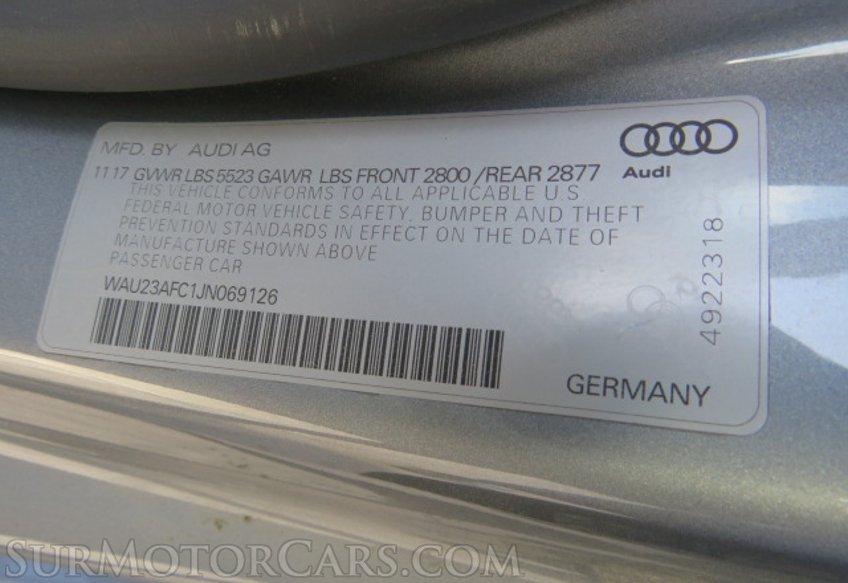 MFD. BY AUDI AG
Audi
11 17 GVWR LBS 5523 GAWR LBS FRONT 2800 /REAR 2877
THIS VEHICLE CONFORMS TO ALL APPLICABLE U.S.
FEDERAL MOTOR VEHICLE SAFETY, BUMPER AND THEFT
PREVENTION STANDARDS IN EFFECT ON THE DATE OF
MANUFACTURE SHOWN ABOVE
PASSENGER CAR
WAU23AFC1JN069126
4922318
GERMANY
SURMOTORCARS.COM